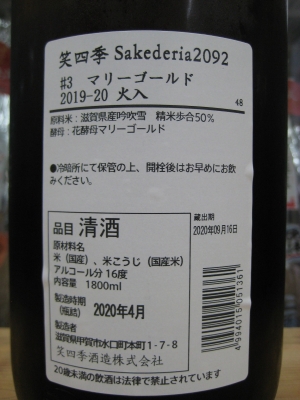 笑四季 Sakederia2092
#3 マリーゴールド
2019-20 火入
48
原料米：滋賀県産吟吹雪 精米歩合50％
酵母：花酵母マリーゴールド
●冷暗所にて保管の上、開栓後はお早めにお飲
みください。
品目 清酒
原材料名
米（国産）、米こうじ（国産米）
アルコール分 16度
内容量 1800ml
製造時期
（瓶詰）
2020年4月
製造者
滋賀県甲賀市水口町本町1-7-8
笑四季酒造株式会社
蔵出期
2020年09月16日
4994015005136１
20歳未満の飲酒は法律で禁止されています